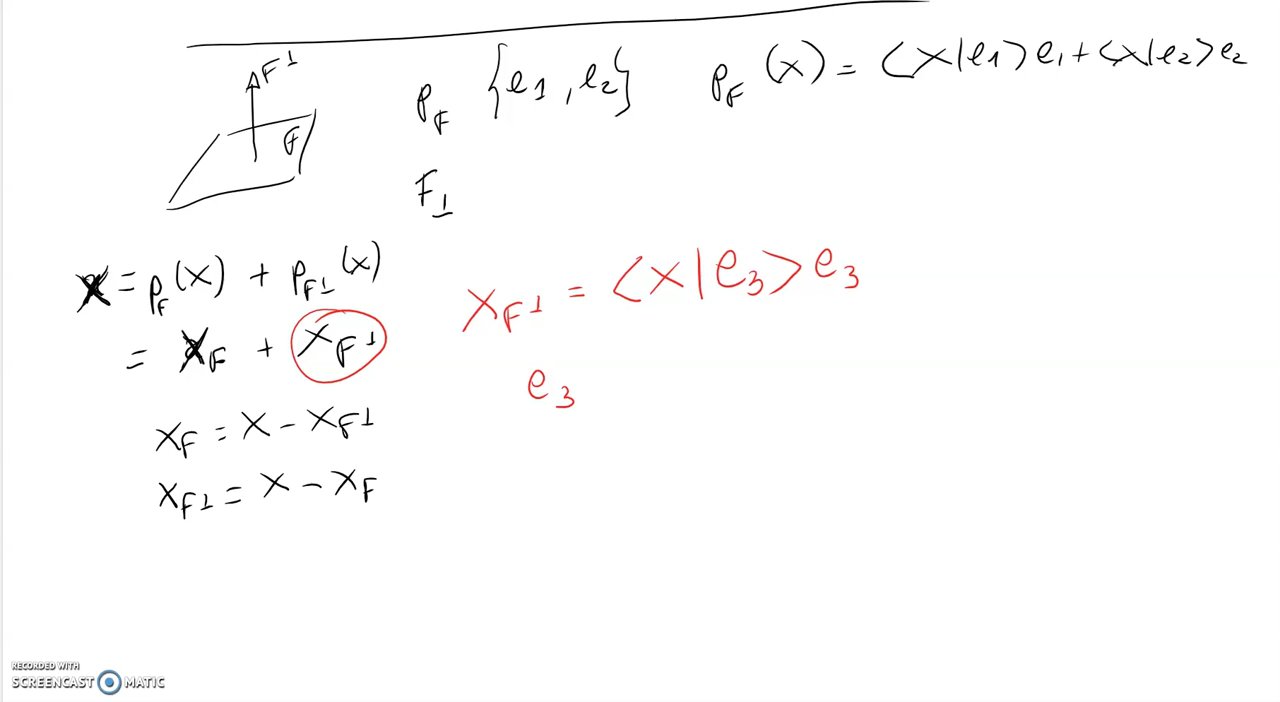 F⊥
F
p_F {e1, e2} p_F(x) = <x|e1>e1 + <x|e2>e2
F⊥
x = p_F(x) + p_F⊥(x)
= x_F + x_F⊥
x_F⊥ = <x|e3>e3
e3
x_F = x - x_F⊥
x_F⊥ = x - x_F
RECORDED WITH
SCREENCAST MATIC